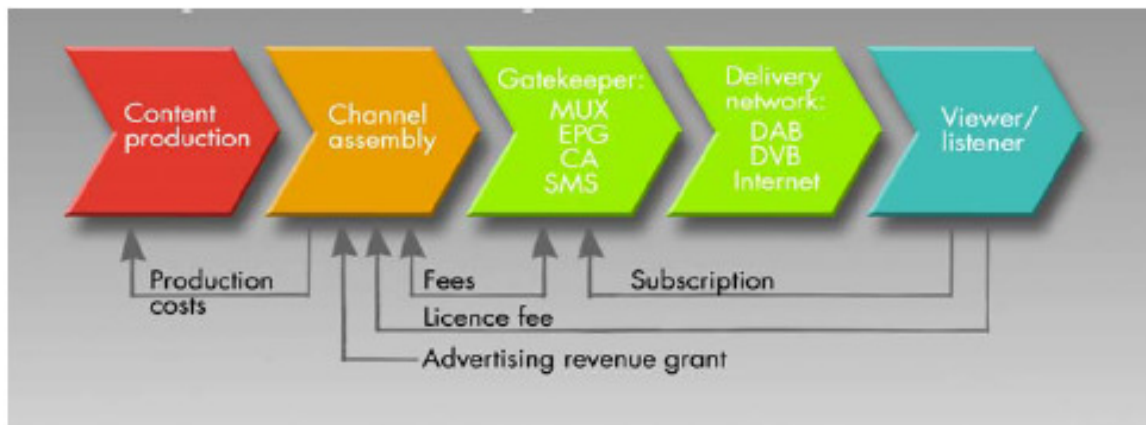 Content
production
Channel
assembly
Gatekeeper:
MUX
EPG
CA
SMS
Delivery
network:
DAB
DVB
Internet
Viewer/
listener
Production
costs
Fees
Subscription
Licence fee
Advertising revenue grant